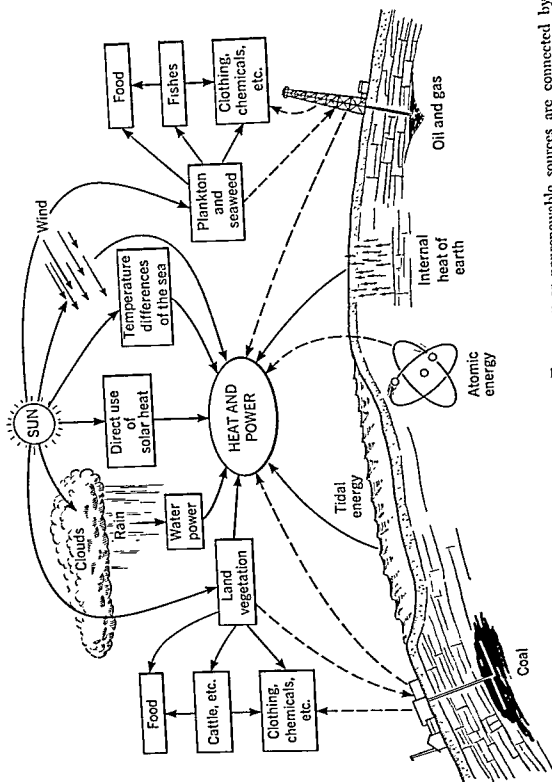 SUN
Wind
Clouds
Rain
Water
power
Direct use
of
solar heat
Temperature
differences
of the sea
Plankton
and
seaweed
Food
Fishes
Clothing,
chemicals,
etc.
Food
Cattle, etc.
Clothing,
chemicals,
etc.
Land
vegetation
HEAT AND
POWER
Tidal
energy
Coal
Atomic
energy
Internal
heat of
earth
Oil and gas
nonrenewable sources are connected by